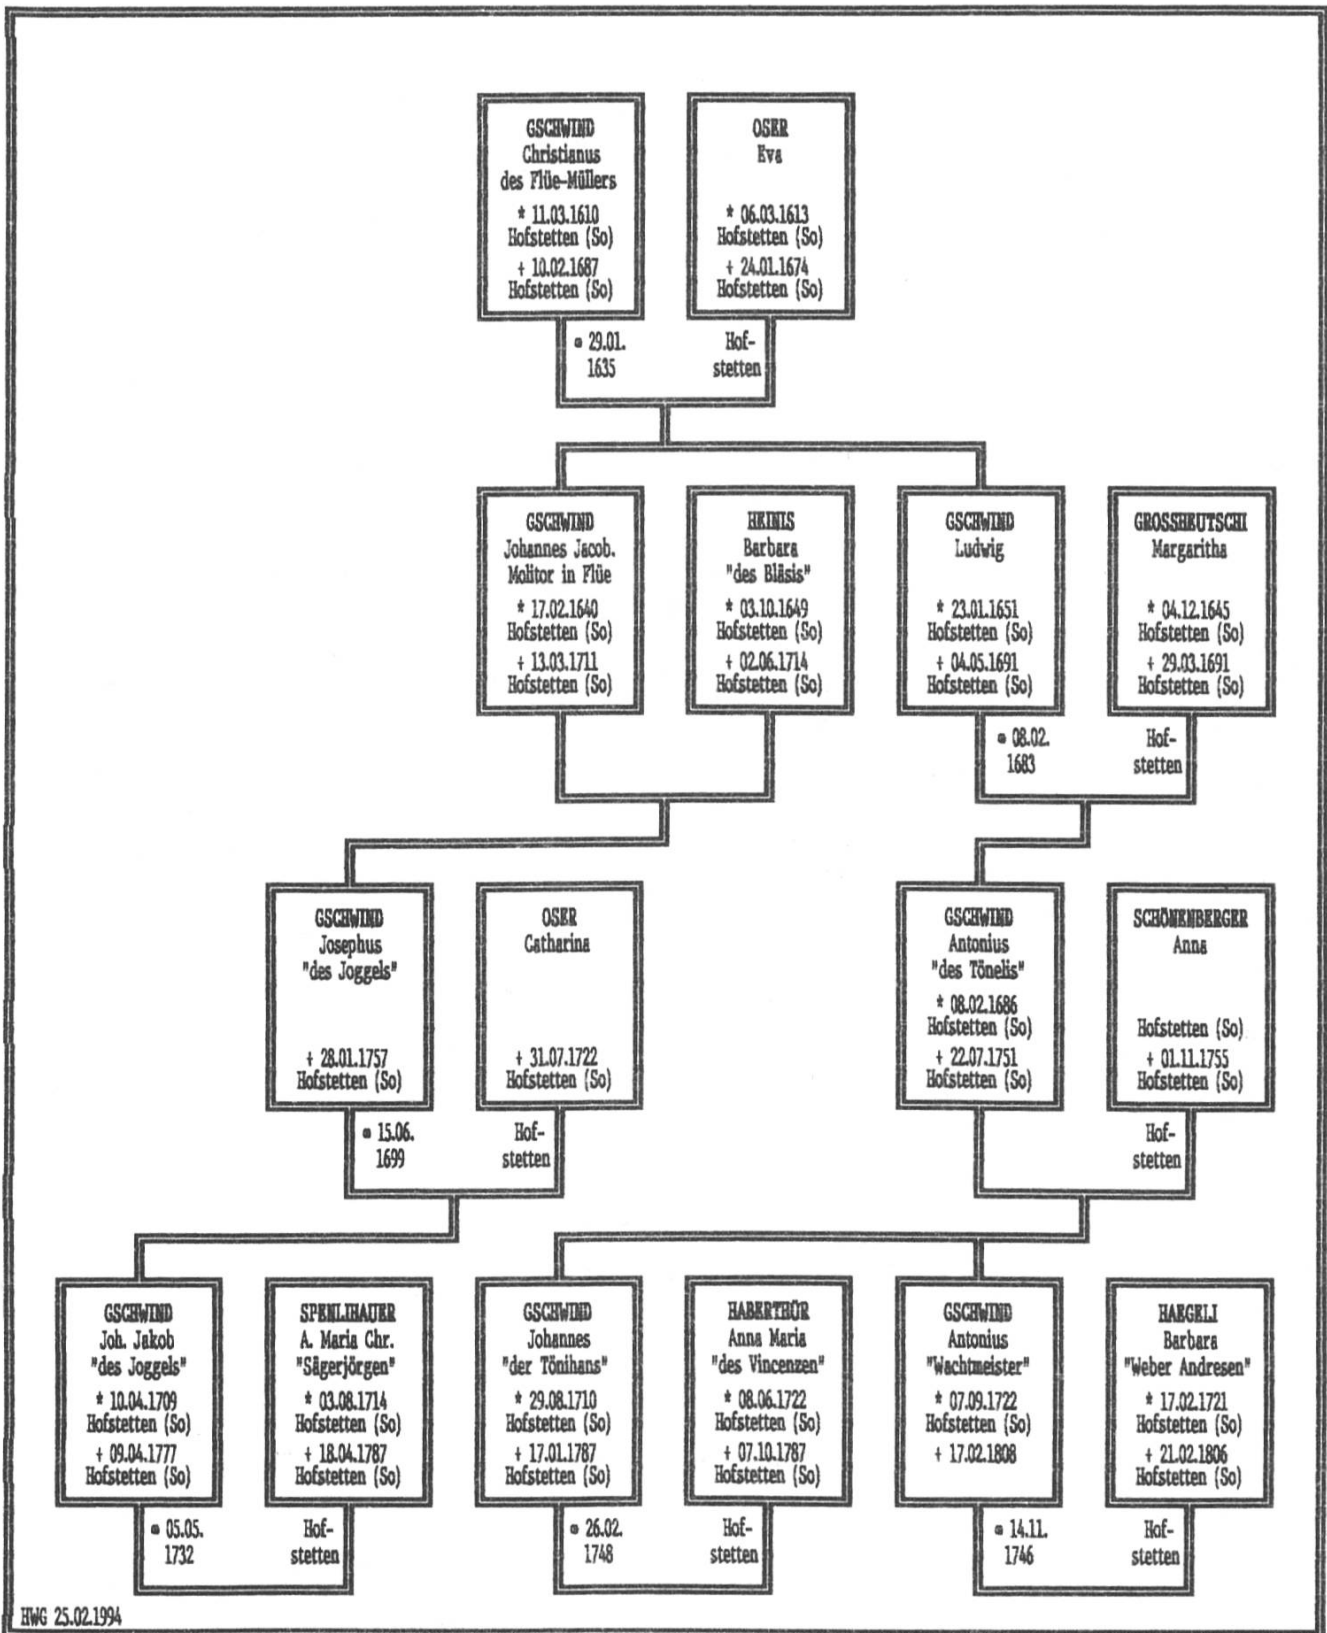 GSCHWIND
Christianus
des Flüe-Müllers
* 11.03.1610
Hofstetten (So)
+ 10.02.1687
Hofstetten (So)
OSER
Eva
* 06.03.1613
Hofstetten (So)
+ 24.01.1674
Hofstetten (So)
⚭ 29.01.
1635
Hof-
stetten
GSCHWIND
Johannes Jacob.
Molitor in Flüe
* 17.02.1640
Hofstetten (So)
+ 13.03.1711
Hofstetten (So)
HEINIS
Barbara
"des Bläsis"
* 03.10.1649
Hofstetten (So)
+ 02.06.1714
Hofstetten (So)
GSCHWIND
Ludwig
* 23.01.1651
Hofstetten (So)
+ 04.05.1691
Hofstetten (So)
GROSSHEUTSCHI
Margaritha
* 04.12.1645
Hofstetten (So)
+ 29.03.1691
Hofstetten (So)
⚭ 08.02.
1683
Hof-
stetten
GSCHWIND
Josephus
"des Joggels"
+ 28.01.1757
Hofstetten (So)
OSER
Catharina
+ 31.07.1722
Hofstetten (So)
GSCHWIND
Antonius
"des Tönelis"
* 08.02.1686
Hofstetten (So)
+ 22.07.1751
Hofstetten (So)
SCHÖNENBERGER
Anna
Hofstetten (So)
+ 01.11.1755
Hofstetten (So)
⚭ 15.06.
1699
Hof-
stetten
Hof-
stetten
GSCHWIND
Joh. Jakob
"des Joggels"
* 10.04.1709
Hofstetten (So)
+ 09.04.1777
Hofstetten (So)
SPENLIHAUER
A. Maria Chr.
"Sägerjörgen"
* 03.08.1714
Hofstetten (So)
+ 18.04.1787
Hofstetten (So)
GSCHWIND
Johannes
"der Tönihans"
* 29.08.1710
Hofstetten (So)
+ 17.01.1787
Hofstetten (So)
HABERTHÜR
Anna Maria
"des Vincenzen"
* 08.06.1722
Hofstetten (So)
+ 07.10.1787
Hofstetten (So)
GSCHWIND
Antonius
"Wachtmeister"
* 07.09.1722
Hofstetten (So)
+ 17.02.1808
HAEGELI
Barbara
"Weber Andresen"
* 17.02.1721
Hofstetten (So)
+ 21.02.1806
Hofstetten (So)
⚭ 05.05.
1732
Hof-
stetten
⚭ 26.02.
1748
Hof-
stetten
⚭ 14.11.
1746
Hof-
stetten
HWG 25.02.1994